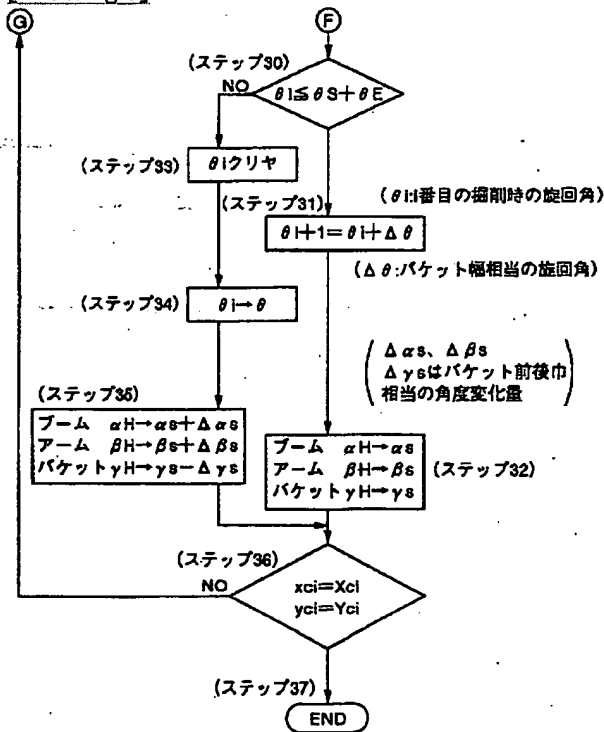 G
F
(ステップ30)
NO
θi≦θS+θE
θiクリヤ
(ステップ33)
(ステップ31)
(θi:i番目の掘削時の旋回角)
θi+1=θi+Δθ
(Δθ:バケット幅相当の旋回角)
(ステップ34)
θi→θ
(Δαs、Δβs
Δγsはバケット前後巾
相当の角度変化量)
(ステップ35)
ブーム αH→αs+Δαs
アーム βH→βs+Δβs
バケットγH→γs-Δγs
ブーム αH→αs
アーム βH→βs
バケットγH→γs
(ステップ32)
(ステップ36)
NO
xci=Xci
yci=Yci
(ステップ37)
END